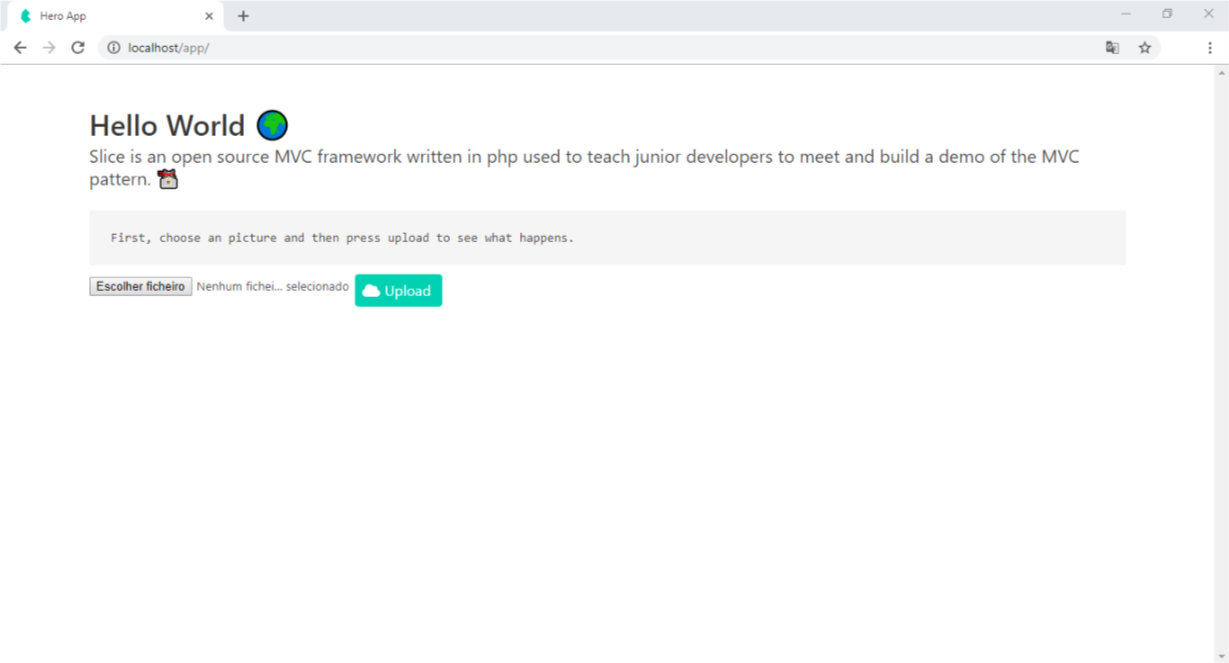 Hero App
localhost/app/
Hello World
Slice is an open source MVC framework written in php used to teach junior developers to meet and build a demo of the MVC
pattern.
First, choose an picture and then press upload to see what happens.
Escolher ficheiro Nenhum fichei... selecionado Upload